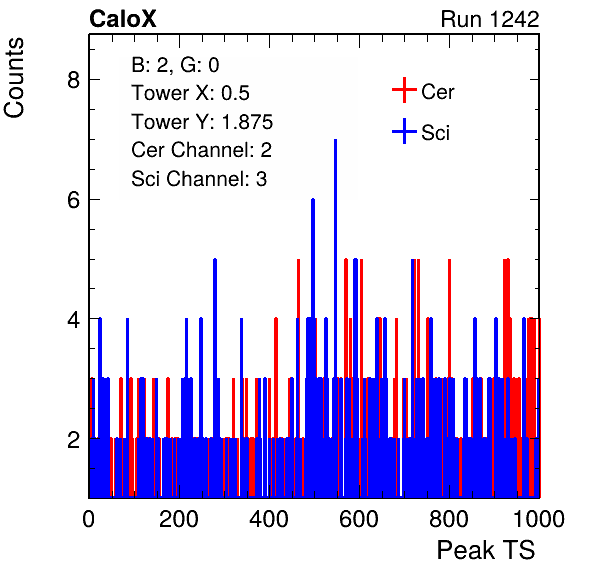 CaloX
Run 1242
Counts
B: 2, G: 0
Tower X: 0.5
Tower Y: 1.875
Cer Channel: 2
Sci Channel: 3
Cer
Sci
8
6
4
2
0 200 400 600 800 1000
Peak TS